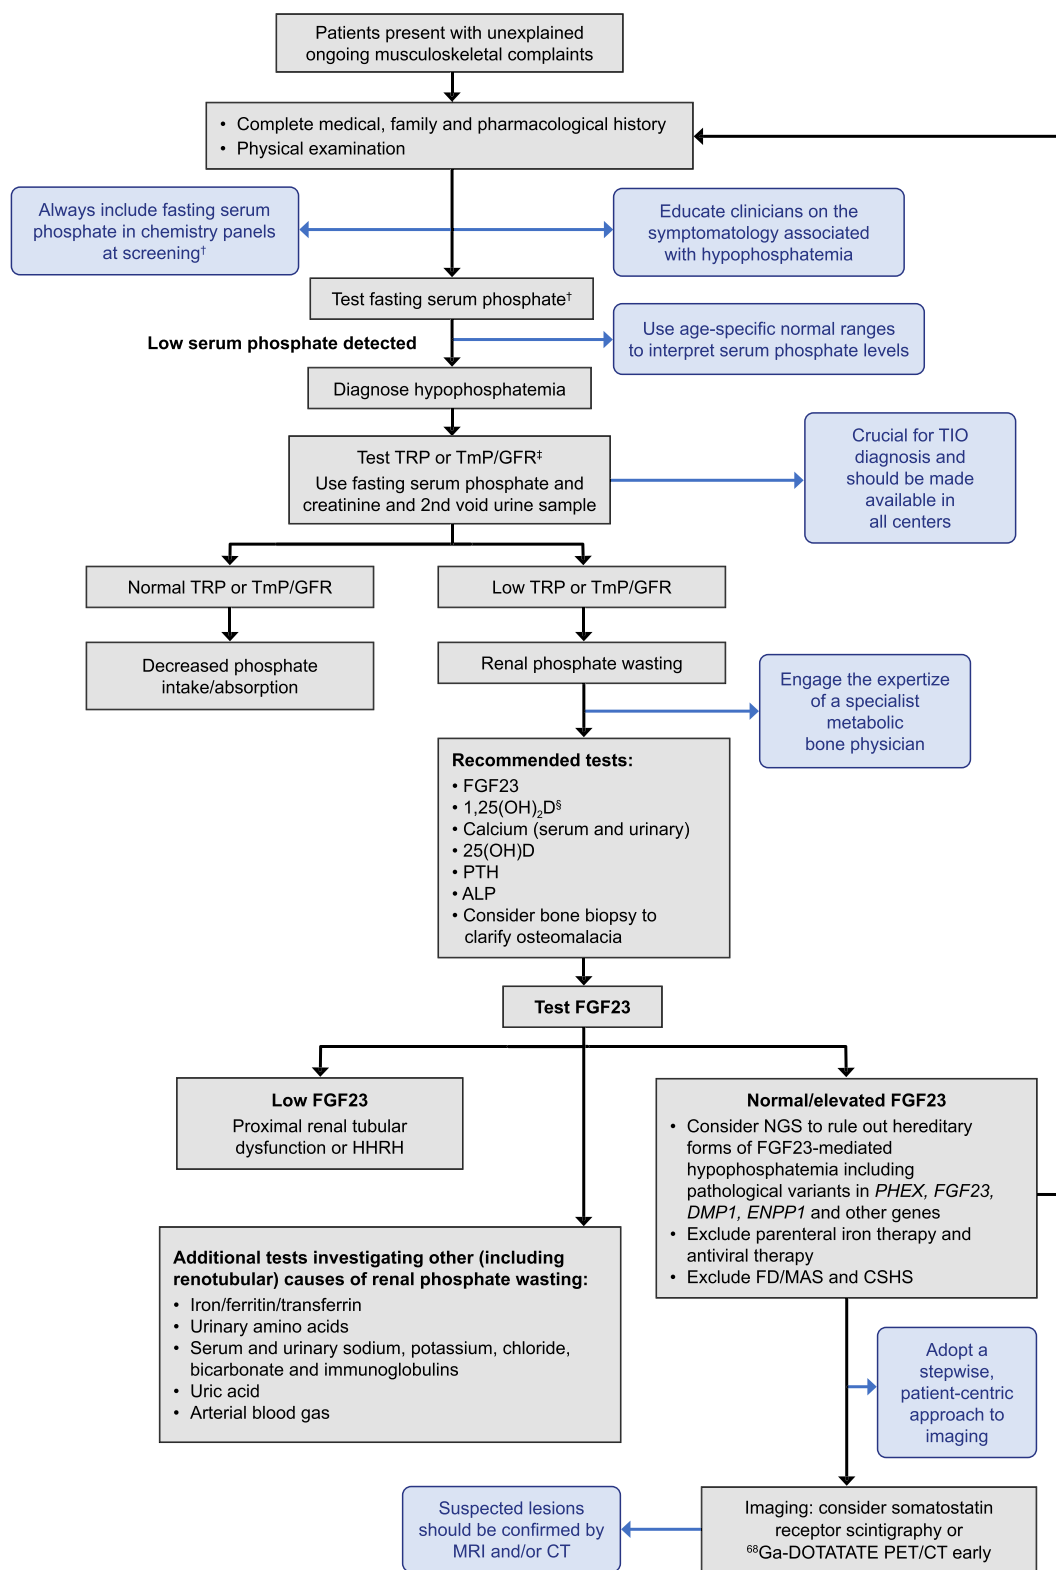 Patients present with unexplained
ongoing musculoskeletal complaints
• Complete medical, family and pharmacological history
• Physical examination
Always include fasting serum
phosphate in chemistry panels
at screening†
Educate clinicians on the
symptomatology associated
with hypophosphatemia
Test fasting serum phosphate†
Low serum phosphate detected
Use age-specific normal ranges
to interpret serum phosphate levels
Diagnose hypophosphatemia
Test TRP or TmP/GFR‡
Use fasting serum phosphate and
creatinine and 2nd void urine sample
Crucial for TIO
diagnosis and
should be made
available in
all centers
Normal TRP or TmP/GFR
Low TRP or TmP/GFR
Decreased phosphate
intake/absorption
Renal phosphate wasting
Engage the expertize
of a specialist
metabolic
bone physician
Recommended tests:
• FGF23
• 1,25(OH)₂D§
• Calcium (serum and urinary)
• 25(OH)D
• PTH
• ALP
• Consider bone biopsy to
clarify osteomalacia
Test FGF23
Low FGF23
Proximal renal tubular
dysfunction or HHRH
Normal/elevated FGF23
• Consider NGS to rule out hereditary
forms of FGF23-mediated
hypophosphatemia including
pathological variants in PHEX, FGF23,
DMP1, ENPP1 and other genes
• Exclude parenteral iron therapy and
antiviral therapy
• Exclude FD/MAS and CSHS
Additional tests investigating other (including
renotubular) causes of renal phosphate wasting:
• Iron/ferritin/transferrin
• Urinary amino acids
• Serum and urinary sodium, potassium, chloride,
bicarbonate and immunoglobulins
• Uric acid
• Arterial blood gas
Adopt a
stepwise,
patient-centric
approach to
imaging
Suspected lesions
should be confirmed by
MRI and/or CT
Imaging: consider somatostatin
receptor scintigraphy or
⁶⁸Ga-DOTATATE PET/CT early